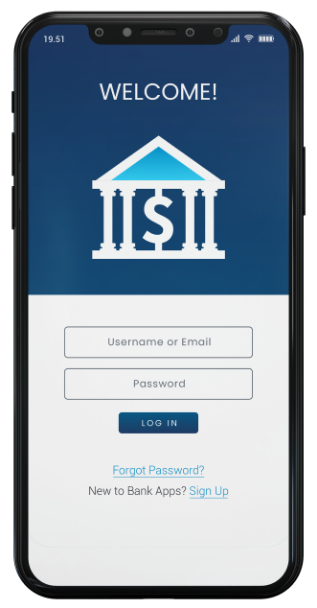 19.51
WELCOME!
$
Username or Email
Password
LOG IN
Forgot Password?
New to Bank Apps? Sign Up